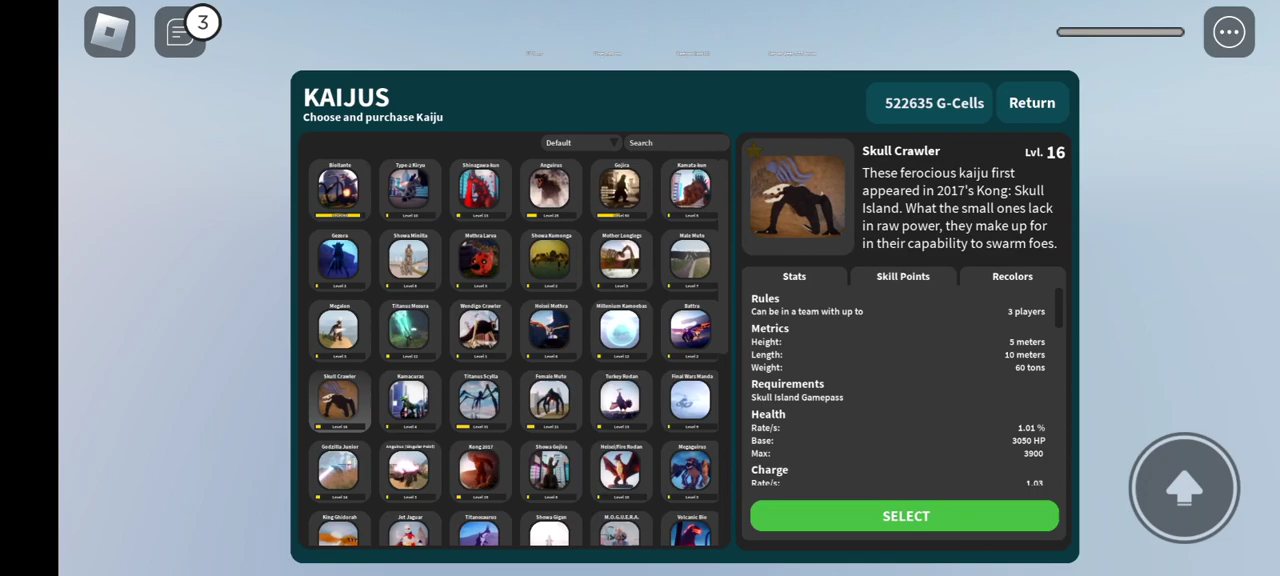 3
KAIJUS
Choose and purchase Kaiju
522635 G-Cells
Return
Default
Search
Biollante
Type-2 Kiryu
Shinagawa-kun
Anguirus
Gojira
Kamata-kun
Gezora
Showa Minilla
Mothra Larva
Showa Kumonga
Mother Longlegs
Male Muto
Megalon
Titanus Mosura
Wendigo Crawler
Heisei Mothra
Millenium Kameebas
Battra
Skull Crawler
Kamacuras
Titanus Scylla
Female Muto
Turkey Rodan
Final Wars Manda
Godzilla Junior
Anguirus (Singular Point)
Kong 2017
Showa Gojira
Heisei/Fire Rodan
Megaguirus
King Ghidorah
Jet Jaguar
Titanosaurus
Showa Gigan
M.O.G.U.E.R.A.
Volcanic Bio
Skull Crawler
Lvl. 16
These ferocious kaiju first
appeared in 2017's Kong: Skull
Island. What the small ones lack
in raw power, they make up for
in their capability to swarm foes.
Stats
Skill Points
Recolors
Rules
Can be in a team with up to 3 players
Metrics
Height: 5 meters
Length: 10 meters
Weight: 60 tons
Requirements
Skull Island Gamepass
Health
Rate/s: 1.01 %
Base: 3050 HP
Max: 3900
Charge
Rate/s: 1.03
SELECT